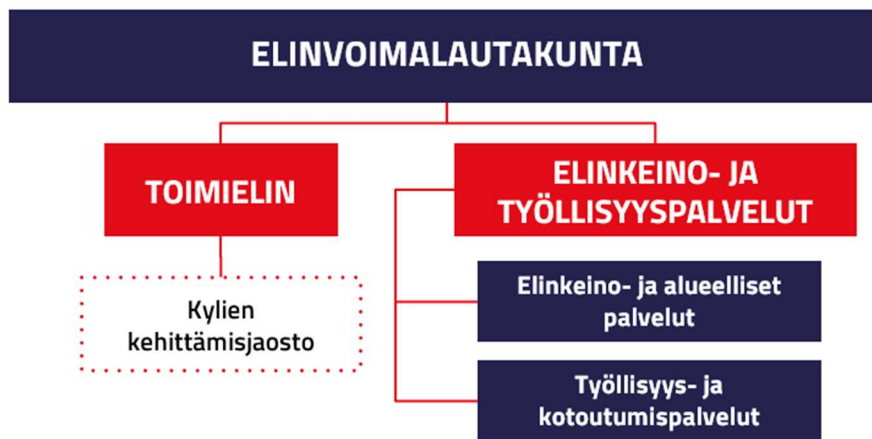 ELINVOIMALAUTAKUNTA
TOIMIELIN
Kylien
kehittämisjaosto
ELINKEINO- JA
TYÖLLISYYSPALVELUT
Elinkeino- ja alueelliset
palvelut
Työllisyys- ja
kotoutumispalvelut